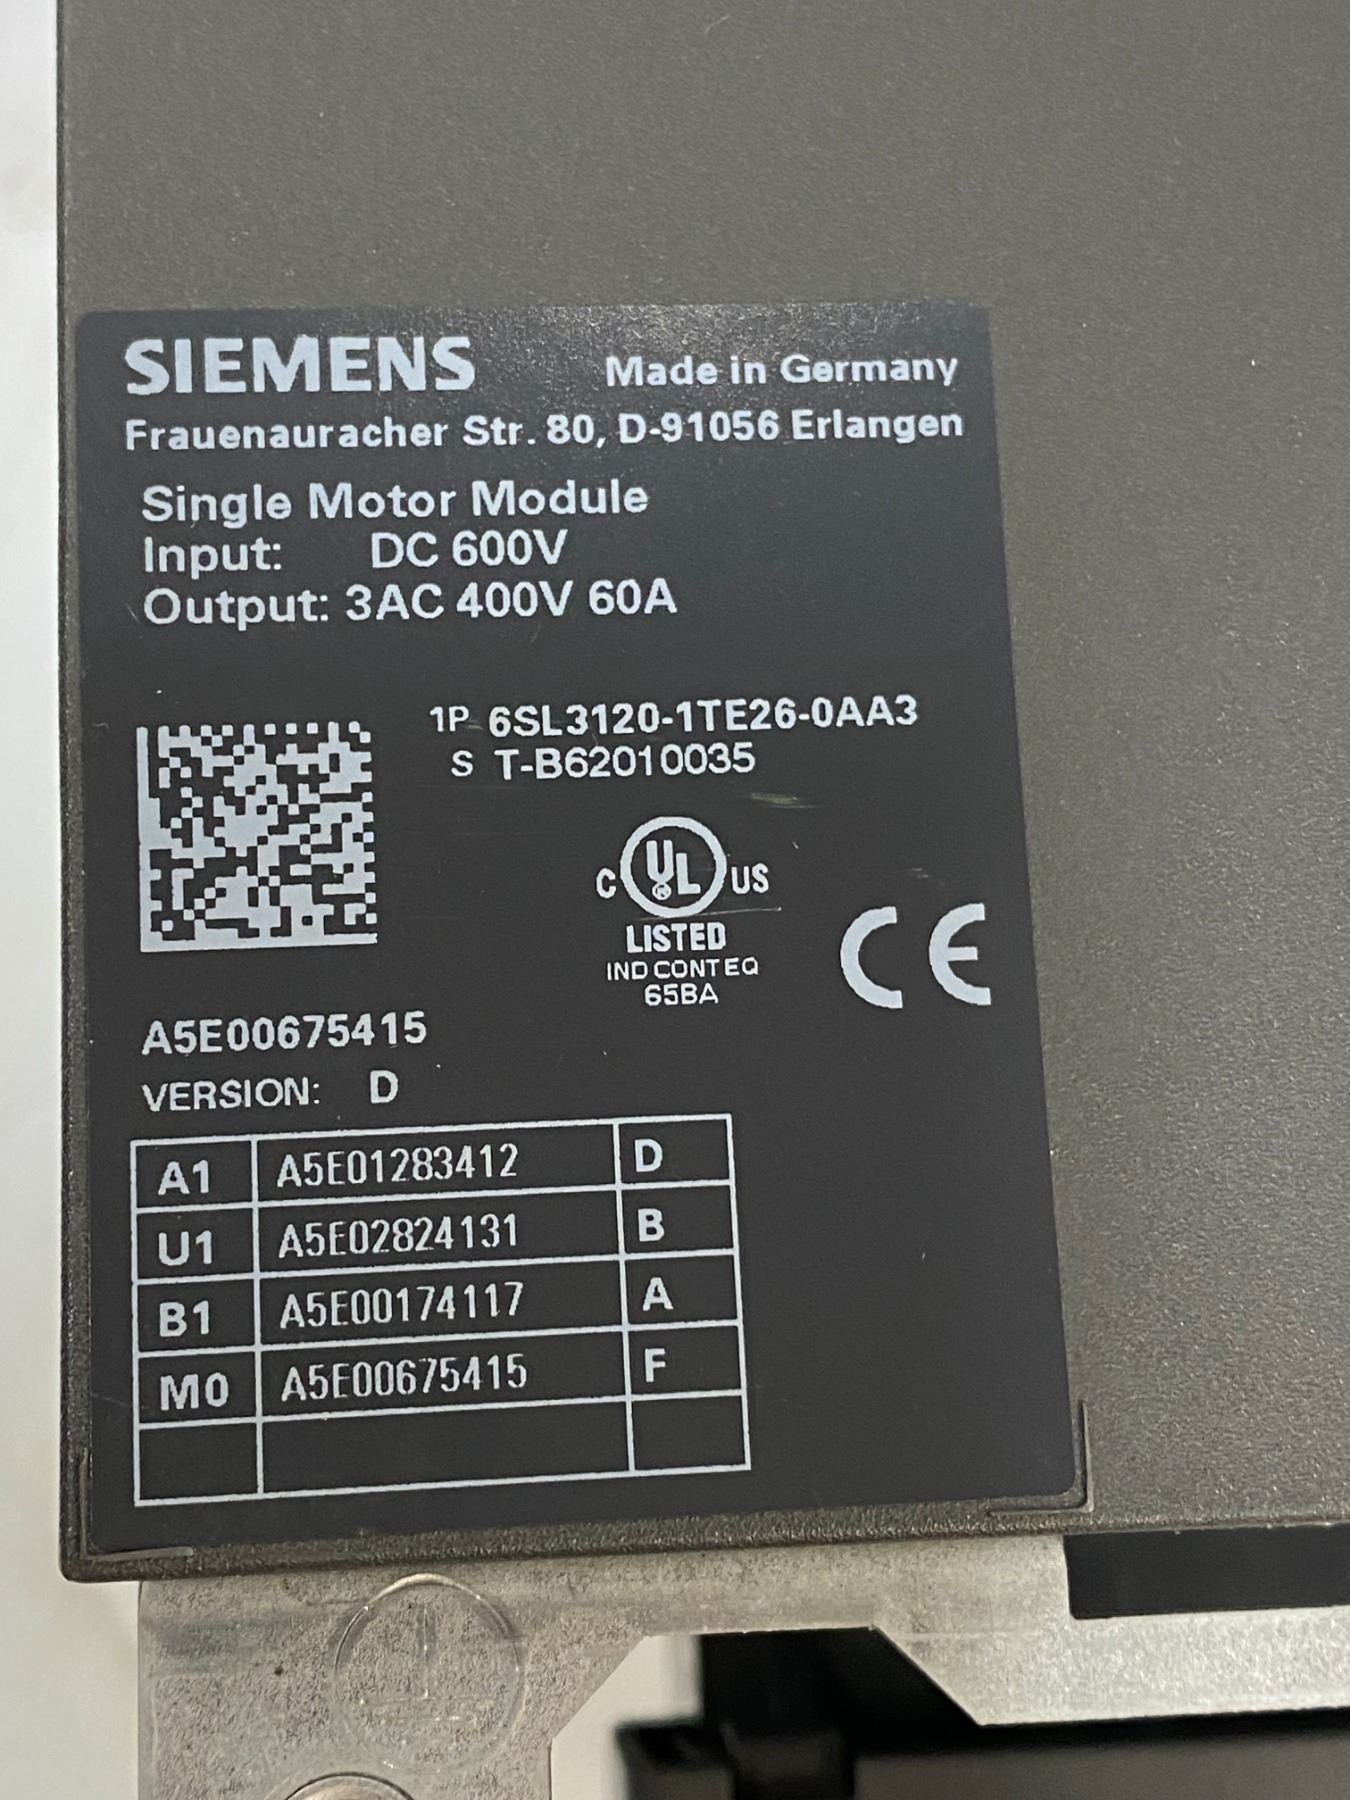 SIEMENS Made in Germany
Frauenauracher Str. 80, D-91056 Erlangen
Single Motor Module
Input: DC 600V
Output: 3AC 400V 60A
1P 6SL3120-1TE26-0AA3
S T-B62010035
C UL ® US
LISTED
IND CONT EQ
65BA
CE
A5E00675415
VERSION: D
A1 A5E01283412 D
U1 A5E02824131 B
B1 A5E00174117 A
M0 A5E00675415 F